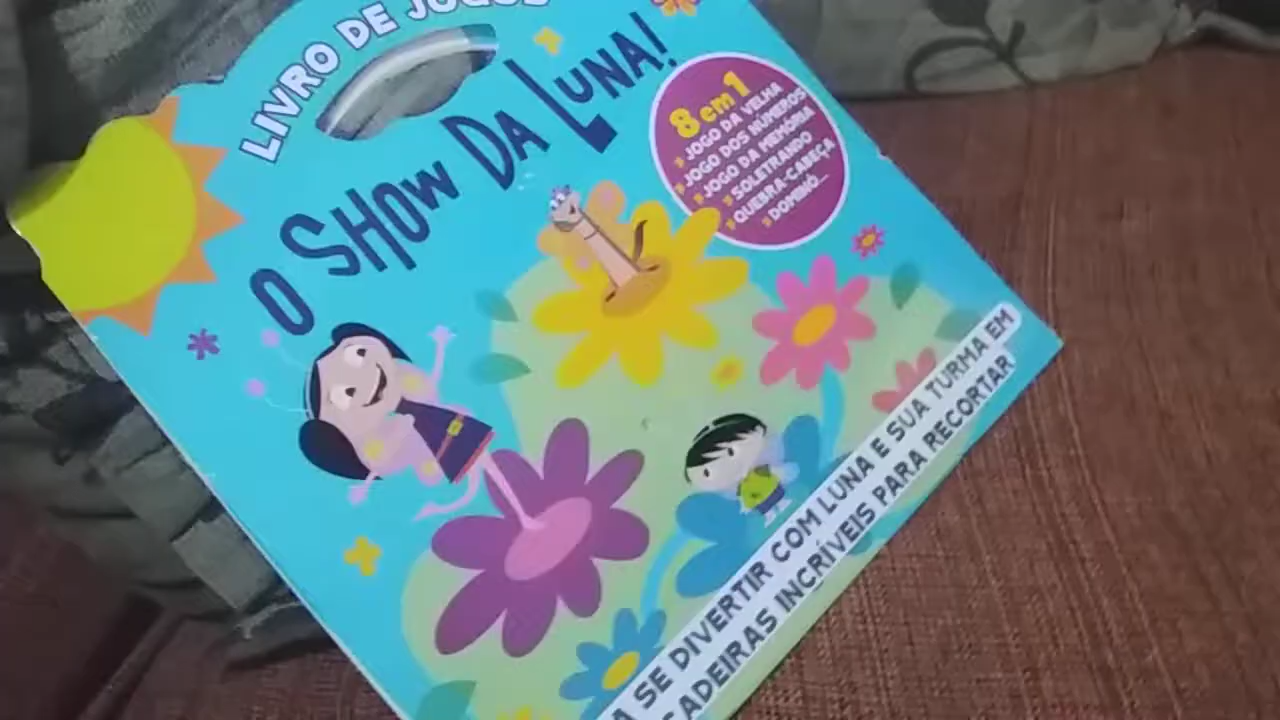 LIVRO DE JOGOS
O SHOW DA LUNA!
8 em 1
JOGO DA VELHA
JOGO DOS NÚMEROS
JOGO DA MEMÓRIA
SOLETRANDO
QUEBRA-CABEÇA
DOMINÓ...
A SE DIVERTIR COM LUNA E SUA TURMA EM
CADEIRAS INCRÍVEIS PARA RECORTAR